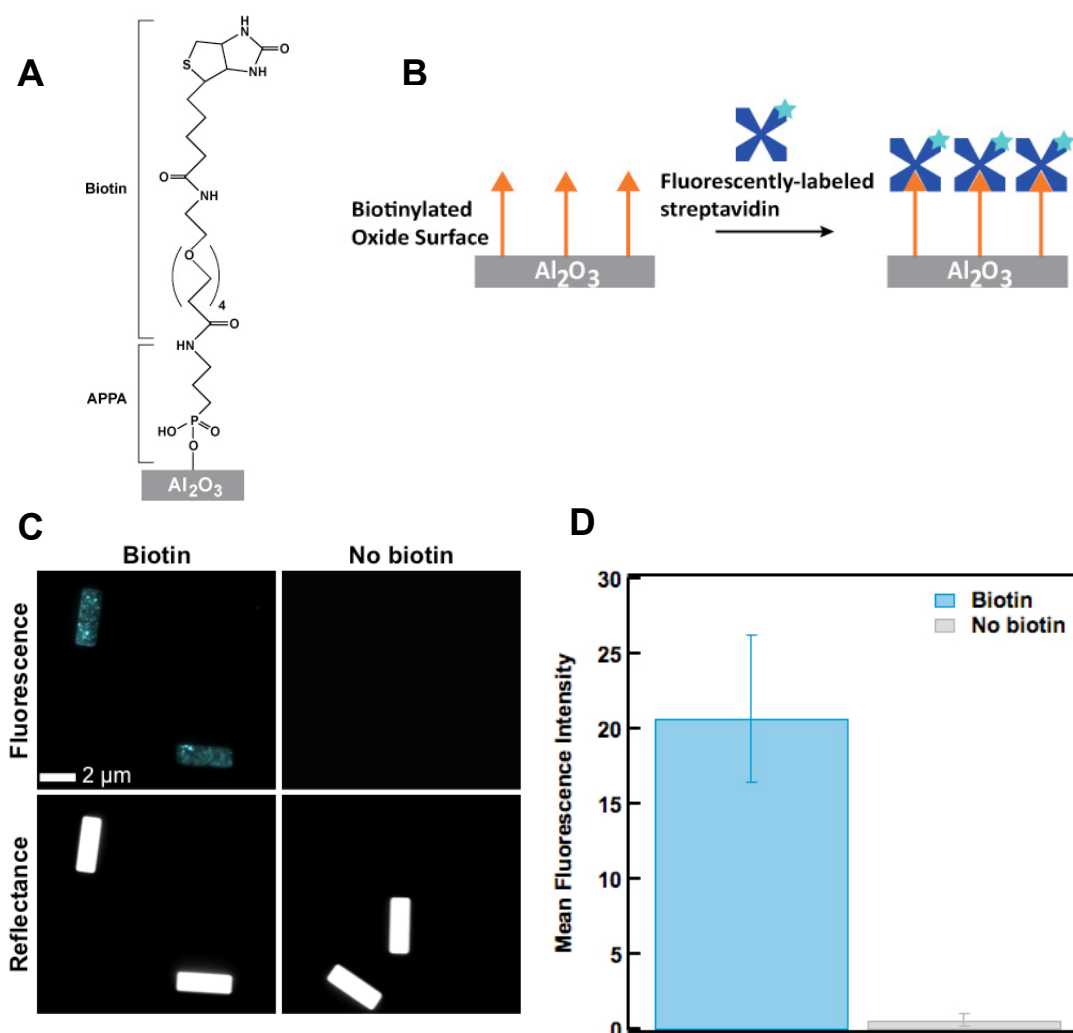 A
H
N
O
S
NH
Biotin
O
NH
O
4
O
HN
APPA
HO
P
O
O
Al2O3
B
Biotinylated
Oxide Surface
Fluorescently-labeled
streptavidin
Al2O3
Al2O3
C
Biotin
No biotin
Fluorescence
2 μm
Reflectance
D
Mean Fluorescence Intensity
30
25
20
15
10
5
0
Biotin
No biotin